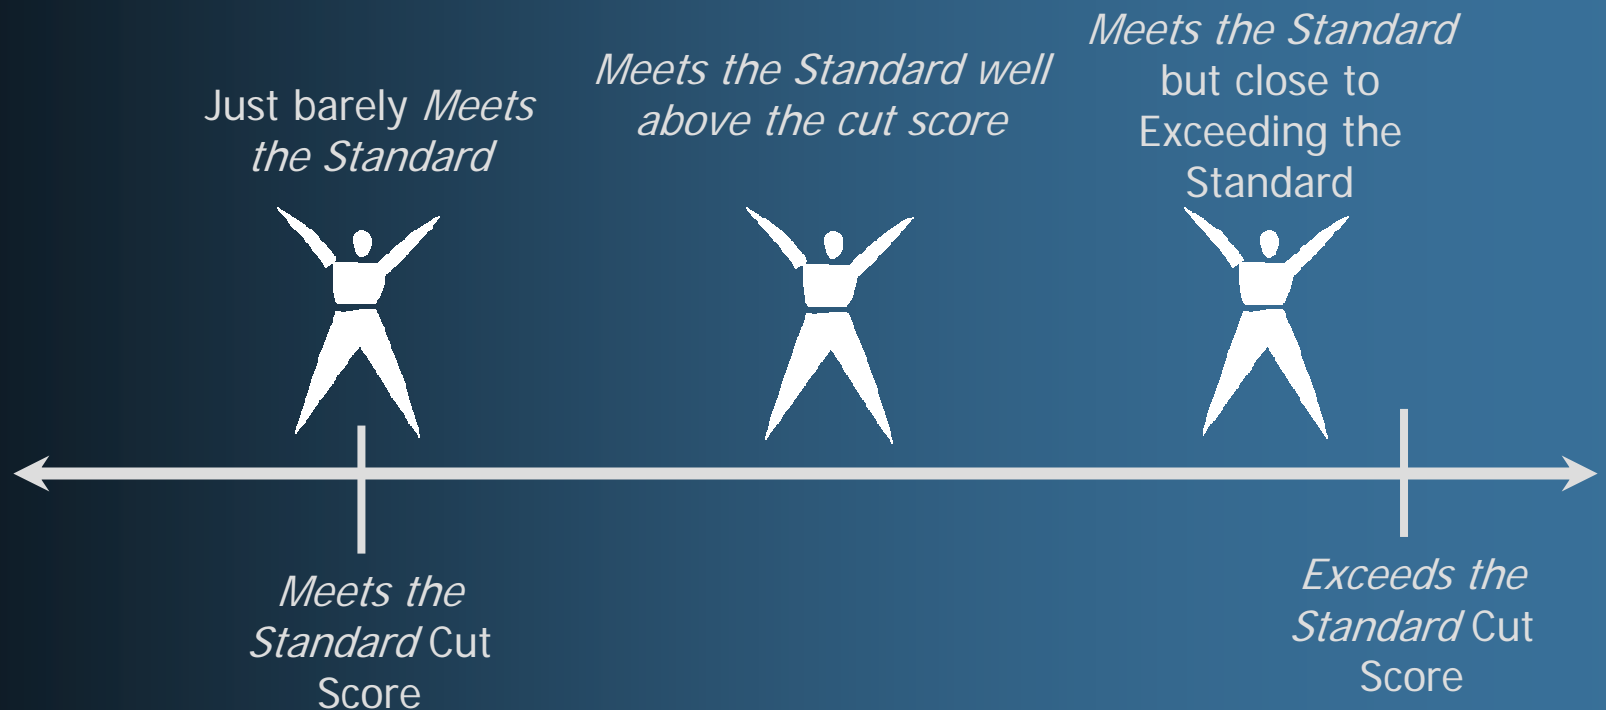 Just barely Meets
the Standard
Meets the Standard well
above the cut score
Meets the Standard
but close to
Exceeding the
Standard
Meets the
Standard Cut
Score
Exceeds the
Standard Cut
Score